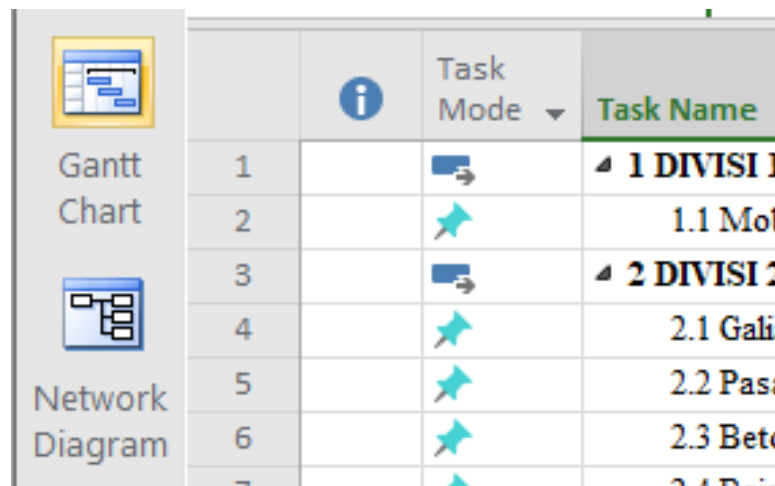 Task
Mode
Task Name
Gantt
Chart
Network
Diagram
1 1 DIVISI
2 1.1
3 2 DIVISI 2
4 2.1
5 2.2
6 2.3